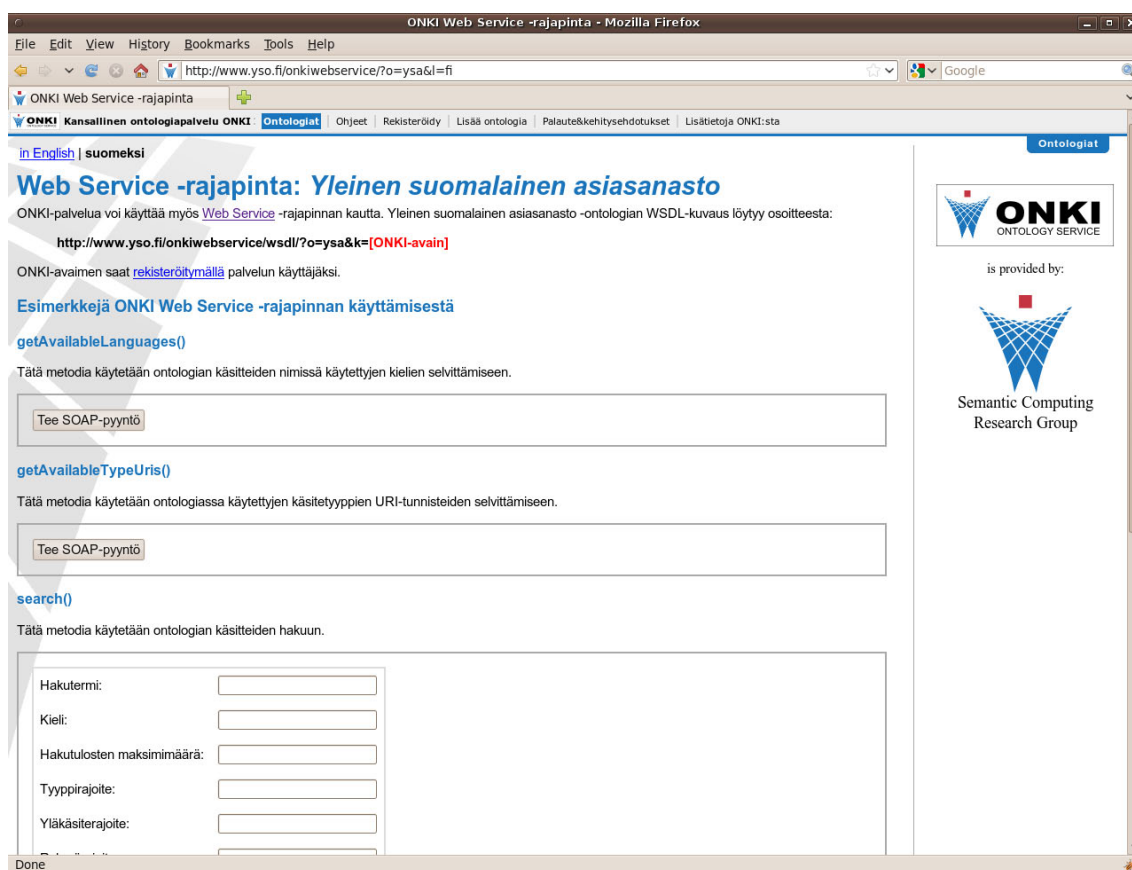 ONKI Web Service -rajapinta - Mozilla Firefox
File Edit View History Bookmarks Tools Help
http://www.yso.fi/onkiwebservice/?o=ysa&l=fi
Google
ONKI Web Service -rajapinta
ONKI Kansallinen ontologiapalvelu ONKI: Ontologiat | Ohjeet | Rekisteröidy | Lisää ontologia | Palaute&kehitysehdotukset | Lisätietoja ONKI:sta
in English | suomeksi
Ontologiat
Web Service -rajapinta: Yleinen suomalainen asiasanasto
ONKI-palvelua voi käyttää myös Web Service -rajapinnan kautta. Yleinen suomalainen asiasanasto -ontologian WSDL-kuvaus löytyy osoitteesta:
http://www.yso.fi/onkiwebservice/wsdl/?o=ysa&k=[ONKI-avain]
ONKI-avaimen saat rekisteröitymällä palvelun käyttäjäksi.
Esimerkkejä ONKI Web Service -rajapinnan käyttämisestä
getAvailableLanguages()
Tätä metodia käytetään ontologian käsitteiden nimissä käytettyjen kielien selvittämiseen.
Tee SOAP-pyyntö
getAvailableTypeUris()
Tätä metodia käytetään ontologiassa käytettyjen käsitetyyppien URI-tunnisteiden selvittämiseen.
Tee SOAP-pyyntö
search()
Tätä metodia käytetään ontologian käsitteiden hakuun.
Hakutermi:
Kieli:
Hakutulosten maksimimäärä:
Tyyppirajoite:
Yläkäsiterajoite:
ONKI
ONTOLOGY SERVICE
is provided by:
Semantic Computing
Research Group
Done